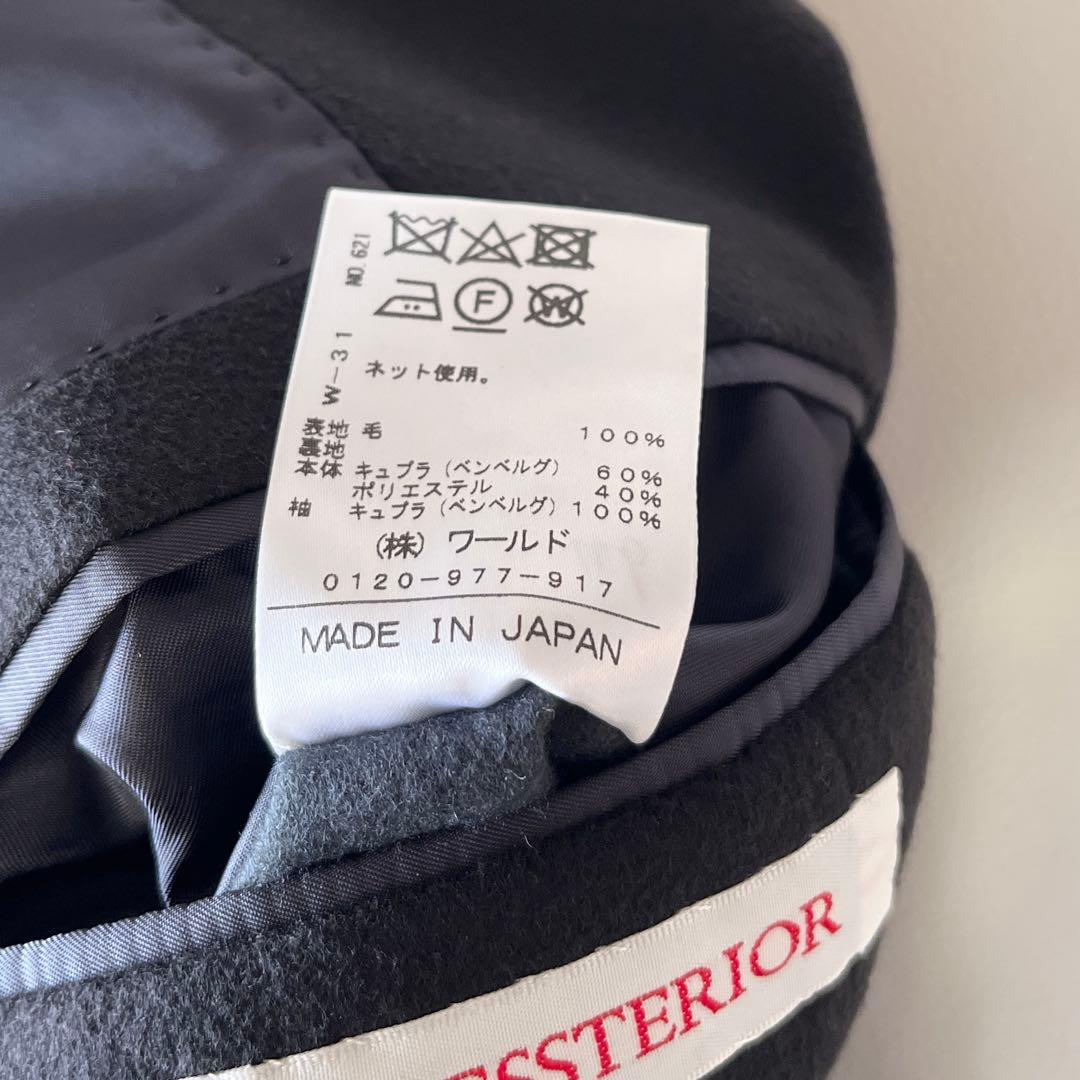 NO.621
W-31
F
W
ネット使用。
表地 毛 100%
裏地
本体 キュプラ(ベンベルグ) 60%
ポリエステル 40%
袖 キュプラ(ベンベルグ) 100%
(株) ワールド
0120-977-917
MADE IN JAPAN
ESSTERIOR